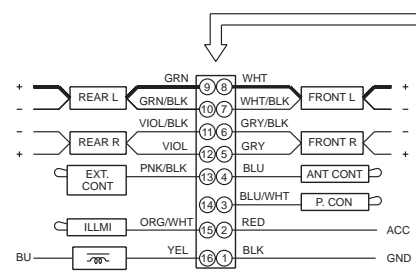 GRN 9 8 WHT
+ REAR L FRONT L +
− GRN/BLK 10 7 WHT/BLK −
VIOL/BLK 11 6 GRY/BLK
− REAR R FRONT R −
+ VIOL 12 5 GRY +
EXT. CONT PNK/BLK 13 4 BLU ANT CONT
14 3 BLU/WHT P. CON
ILLMI ORG/WHT 15 2 RED ACC
BU YEL 16 1 BLK GND